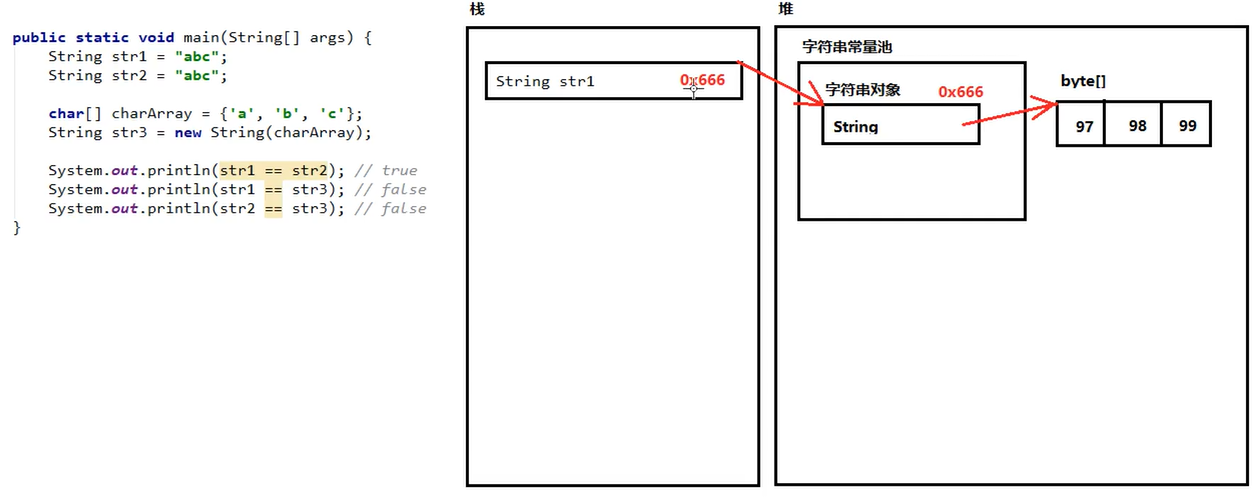 public static void main(String[] args) {
String str1 = "abc";
String str2 = "abc";
char[] charArray = {'a', 'b', 'c'};
String str3 = new String(charArray);
System.out.println(str1 == str2); // true
System.out.println(str1 == str3); // false
System.out.println(str2 == str3); // false
}
栈
String str1 0x666
堆
字符串常量池
字符串对象 0x666
String
byte[]
97 98 99